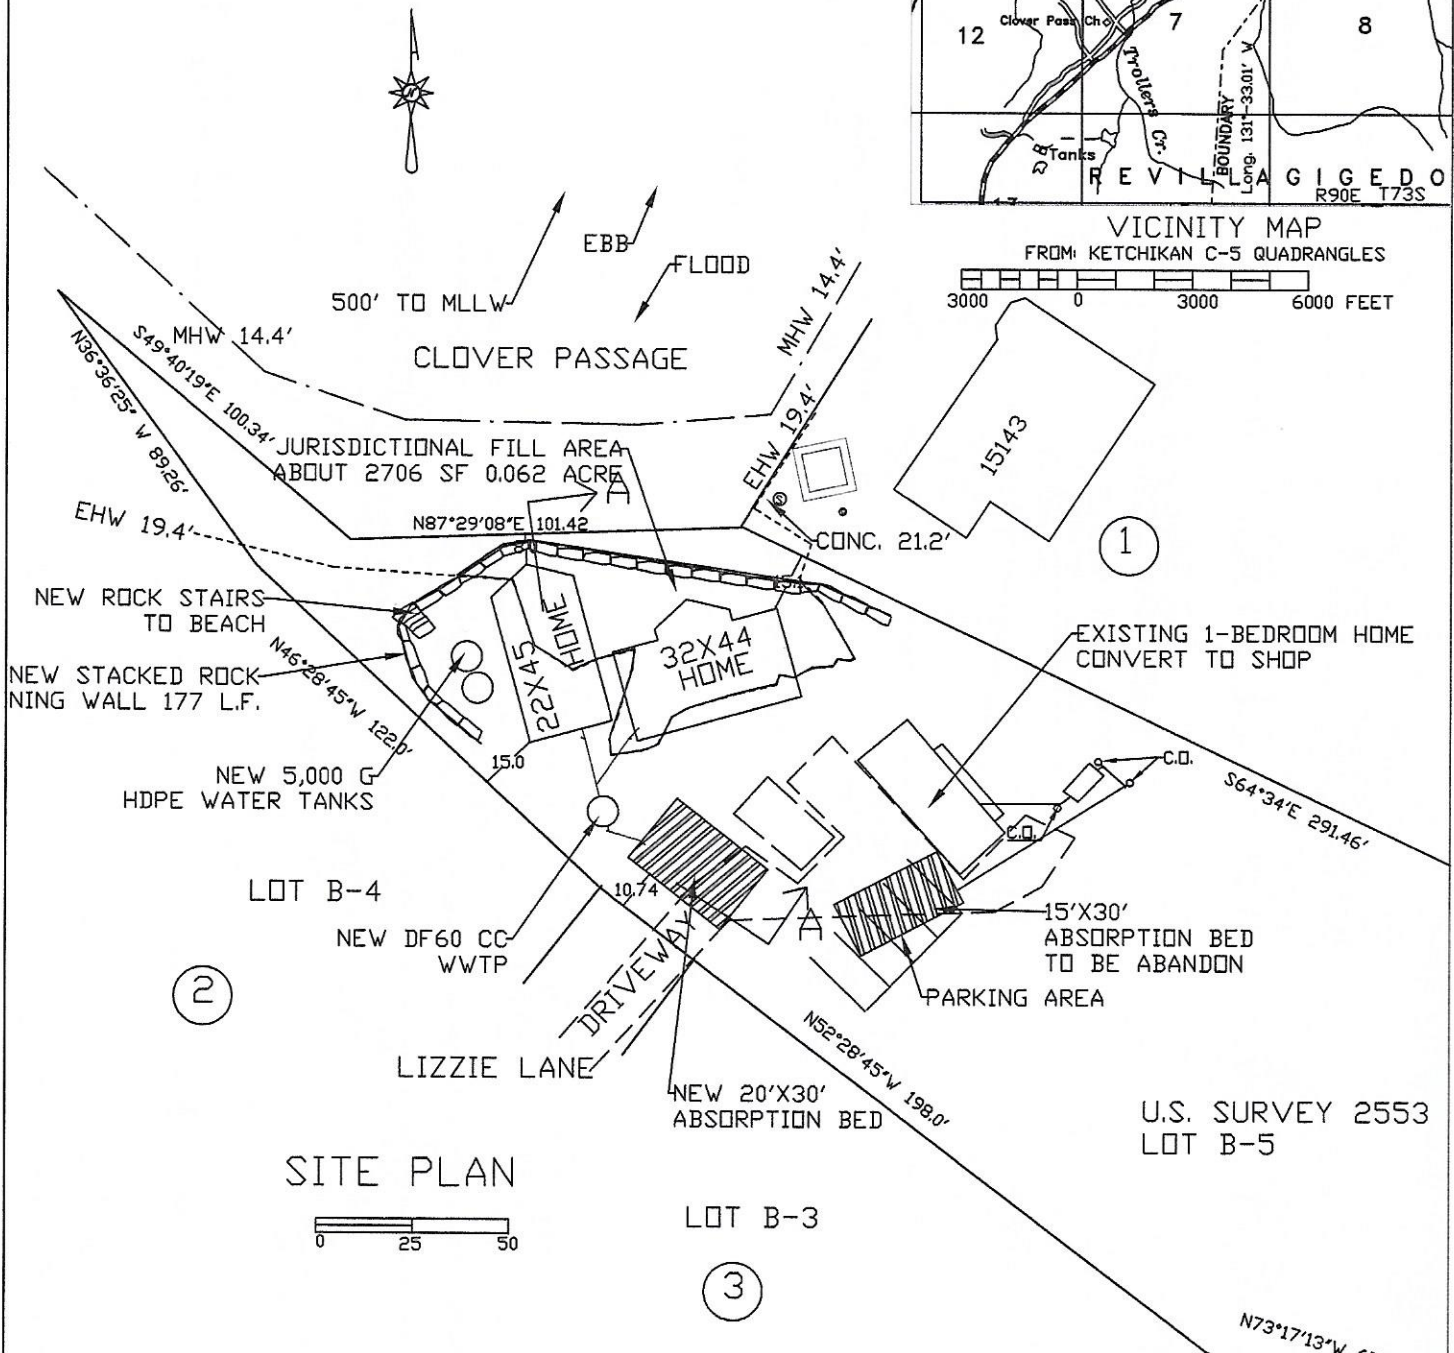 N
12
Clover Pass Ch
7
8
Trollers Cr.
BOUNDARY
Long. 131°-33.01' W
Tanks
REVILLAGIGEDO
R90E T73S
VICINITY MAP
FROM: KETCHIKAN C-5 QUADRANGLES
3000 0 3000 6000 FEET
EBB
FLOOD
500' TO MLLW
MHW 14.4'
CLOVER PASSAGE
MHW 14.4'
S49°40'19"E 100.34'
N36°36'25" W 89.26'
JURISDICTIONAL FILL AREA
ABOUT 2706 SF 0.062 ACRE
A
EHW 19.4'
15143
EHW 19.4'
N87°29'08"E 101.42
CONC. 21.2'
S
1
NEW ROCK STAIRS
TO BEACH
NEW STACKED ROCK
NING WALL 177 L.F.
N46°28'45"W 122.0'
22X45
HOME
32X44
HOME
EXISTING 1-BEDROOM HOME
CONVERT TO SHOP
15.0
NEW 5,000 G
HDPE WATER TANKS
C.O.
C.O.
S64°34'E 291.46'
LOT B-4
10.74
NEW DF60 CC
WWTP
A
15'X30'
ABSORPTION BED
TO BE ABANDON
PARKING AREA
2
DRIVEWAY
LIZZIE LANE
N52°28'45"W 198.0'
NEW 20'X30'
ABSORPTION BED
U.S. SURVEY 2553
LOT B-5
SITE PLAN
0 25 50
LOT B-3
3
N73°17'13"W